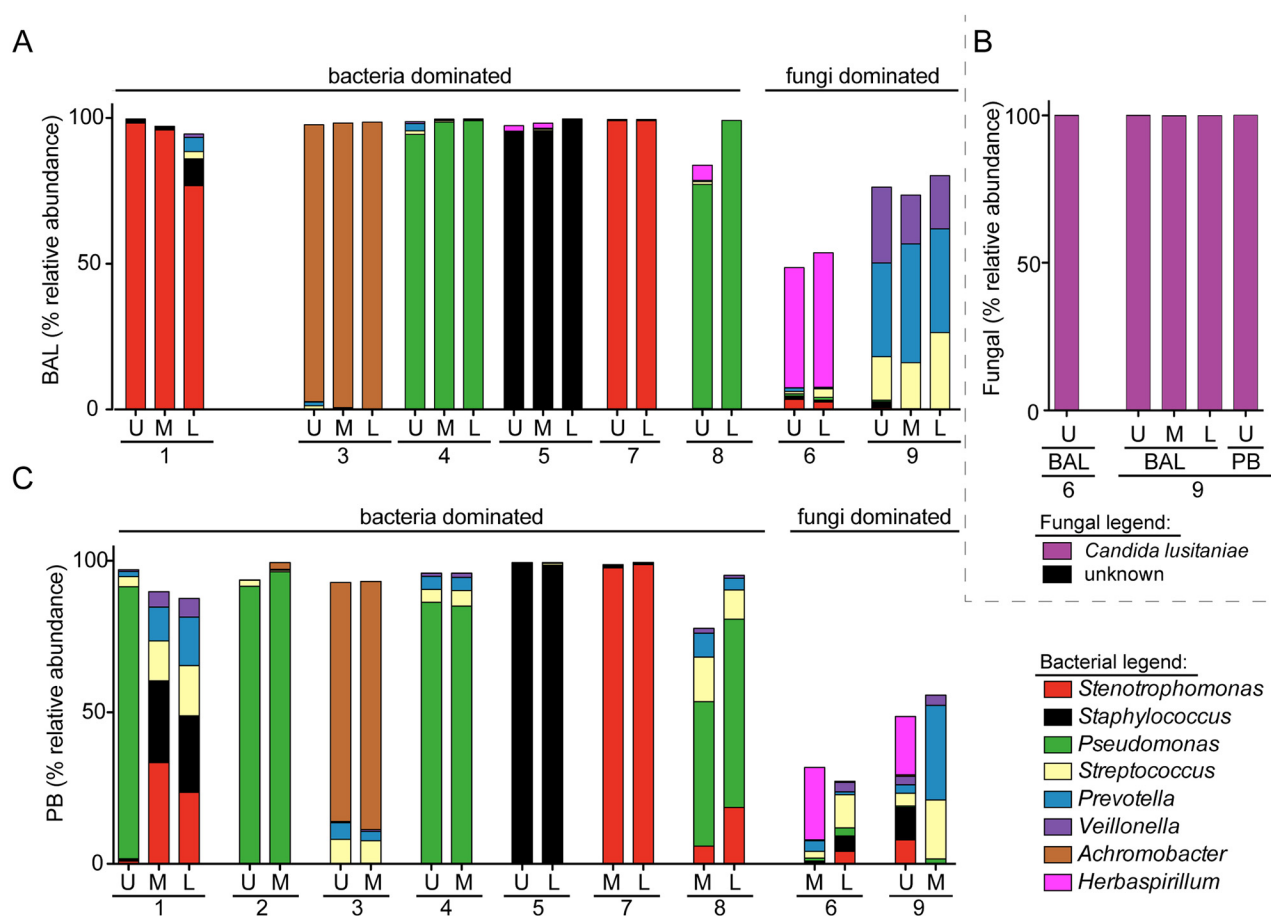 A
bacteria dominated
fungi dominated
BAL (% relative abundance)
100
50
0
U M L U M L U M L U M L U L U L U L U M L
1 3 4 5 7 8 6 9
B
Fungal (% relative abundance)
100
50
0
U U M L U
BAL BAL PB
6 9
Fungal legend:
Candida lusitaniae
unknown
C
bacteria dominated
fungi dominated
PB (% relative abundance)
100
50
0
U M L U M U M U M U L M L M L M L U M
1 2 3 4 5 7 8 6 9
Bacterial legend:
Stenotrophomonas
Staphylococcus
Pseudomonas
Streptococcus
Prevotella
Veillonella
Achromobacter
Herbaspirillum